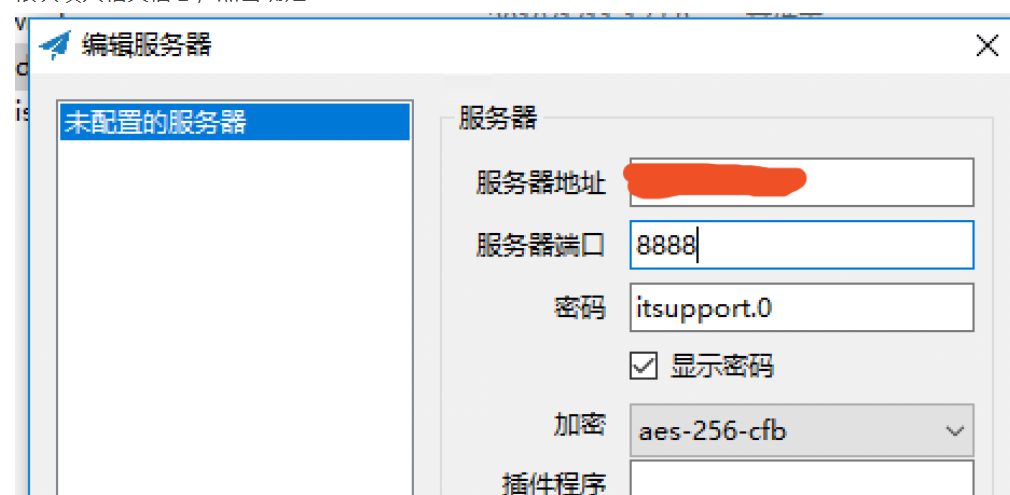 编辑服务器
未配置的服务器
服务器
服务器地址
服务器端口
8888
密码
itsupport.0
显示密码
加密
aes-256-cfb
插件程序